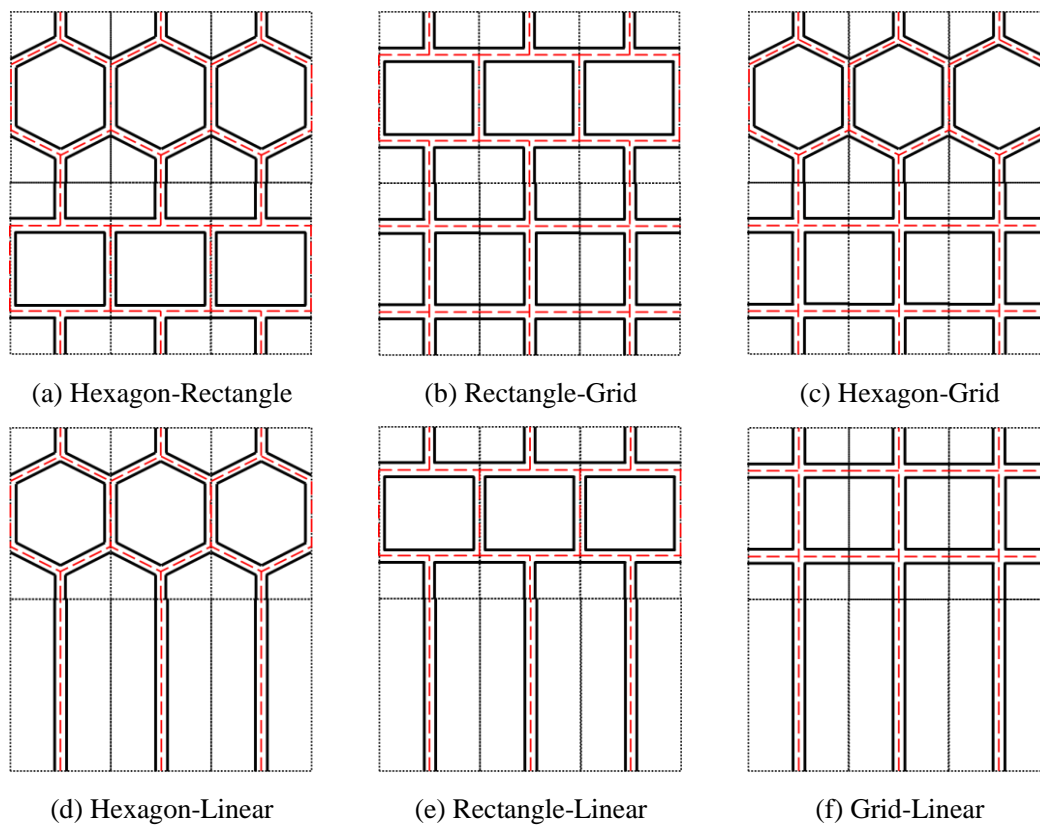 (a) Hexagon-Rectangle
(b) Rectangle-Grid
(c) Hexagon-Grid
(d) Hexagon-Linear
(e) Rectangle-Linear
(f) Grid-Linear